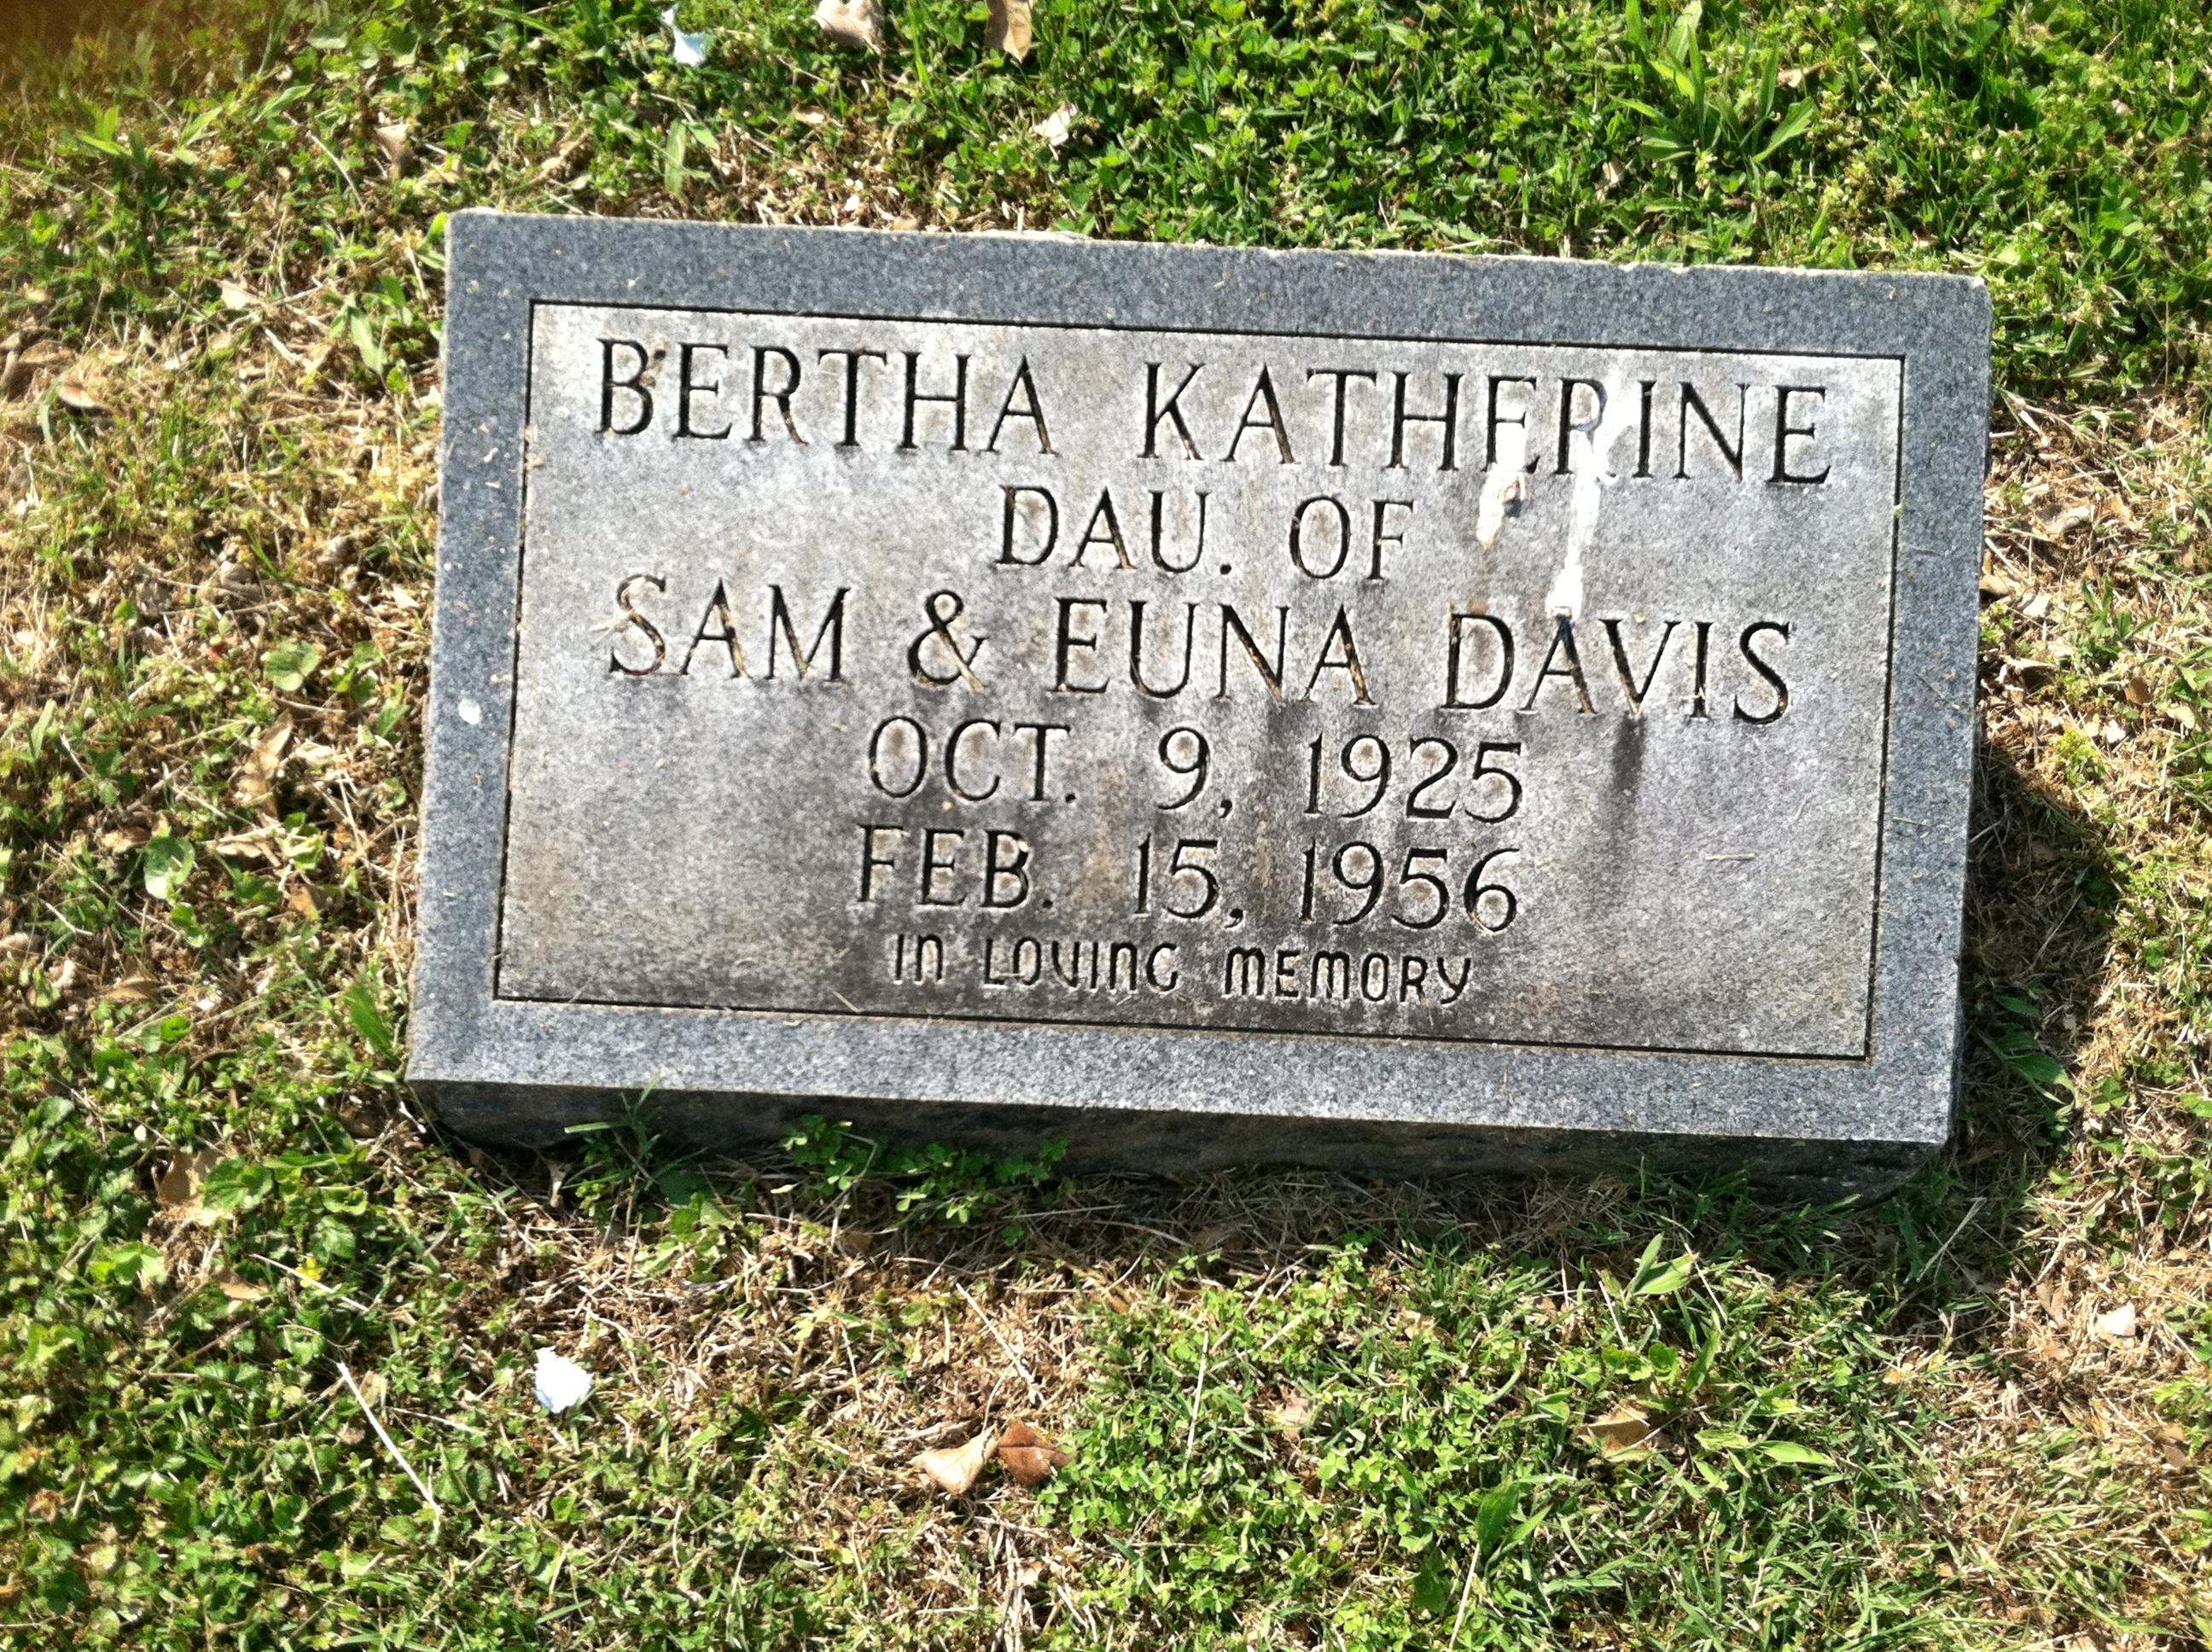 BERTHA KATHERINE
DAU. OF
SAM & EUNA DAVIS
OCT. 9, 1925
FEB. 15, 1956
IN LOVING MEMORY